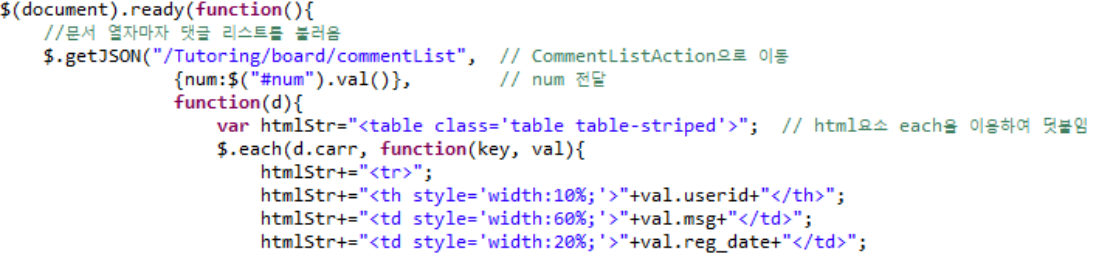 $(document).ready(function(){
//문서 열자마자 댓글 리스트를 불러옴
$.getJSON("/Tutoring/board/commentList", // CommentListAction으로 이동
{num:$("#num").val()}, // num 전달
function(d){
var htmlStr="<table class='table table-striped'>"; // html요소 each을 이용하여 덧붙임
$.each(d.carr, function(key, val){
htmlStr+="<tr>";
htmlStr+="<th style='width:10%;'>"+val.userid+"</th>";
htmlStr+="<td style='width:60%;'>"+val.msg+"</td>";
htmlStr+="<td style='width:20%;'>"+val.reg_date+"</td>";